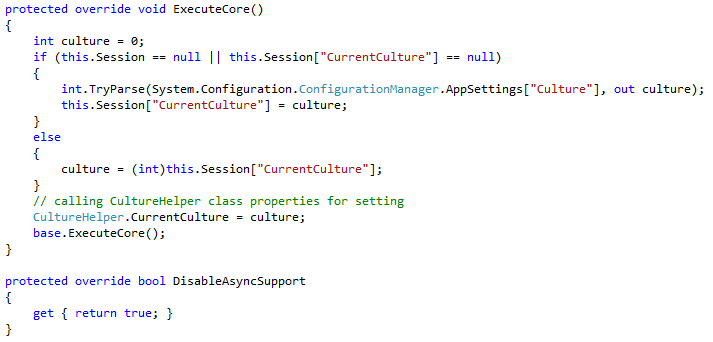 protected override void ExecuteCore()
{
    int culture = 0;
    if (this.Session == null || this.Session["CurrentCulture"] == null)
    {
        int.TryParse(System.Configuration.ConfigurationManager.AppSettings["Culture"], out culture);
        this.Session["CurrentCulture"] = culture;
    }
    else
    {
        culture = (int)this.Session["CurrentCulture"];
    }
    // calling CultureHelper class properties for setting
    CultureHelper.CurrentCulture = culture;
    base.ExecuteCore();
}

protected override bool DisableAsyncSupport
{
    get { return true; }
}